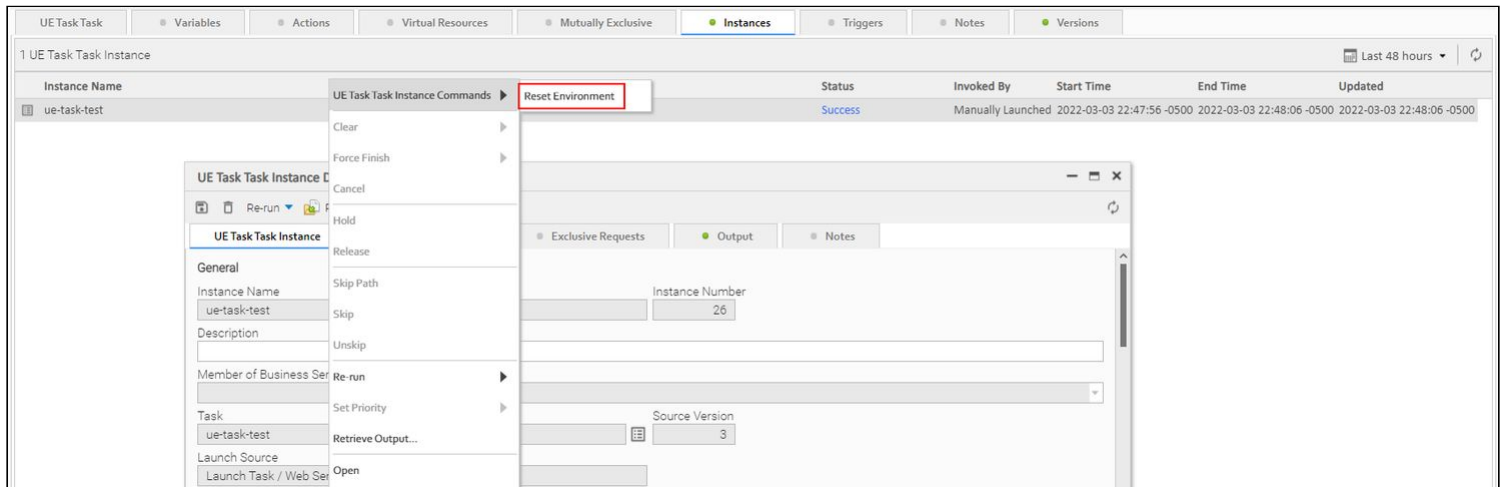 UE Task Task Variables Actions Virtual Resources Mutually Exclusive Instances Triggers Notes Versions
1 UE Task Task Instance Last 48 hours
Instance Name Status Invoked By Start Time End Time Updated
ue-task-test Success Manually Launched 2022-03-03 22:47:56 -0500 2022-03-03 22:48:06 -0500 2022-03-03 22:48:06 -0500
UE Task Task Instance Commands
Reset Environment
Clear
Force Finish
Cancel
Hold
Release
Skip Path
Skip
Unskip
Re-run
Set Priority
Retrieve Output...
Open
UE Task Task Instance D
Re-run
UE Task Task Instance Exclusive Requests Output Notes
General
Instance Name Instance Number
ue-task-test 26
Description
Member of Business Ser
Task Source Version
ue-task-test 3
Launch Source
Launch Task / Web Ser